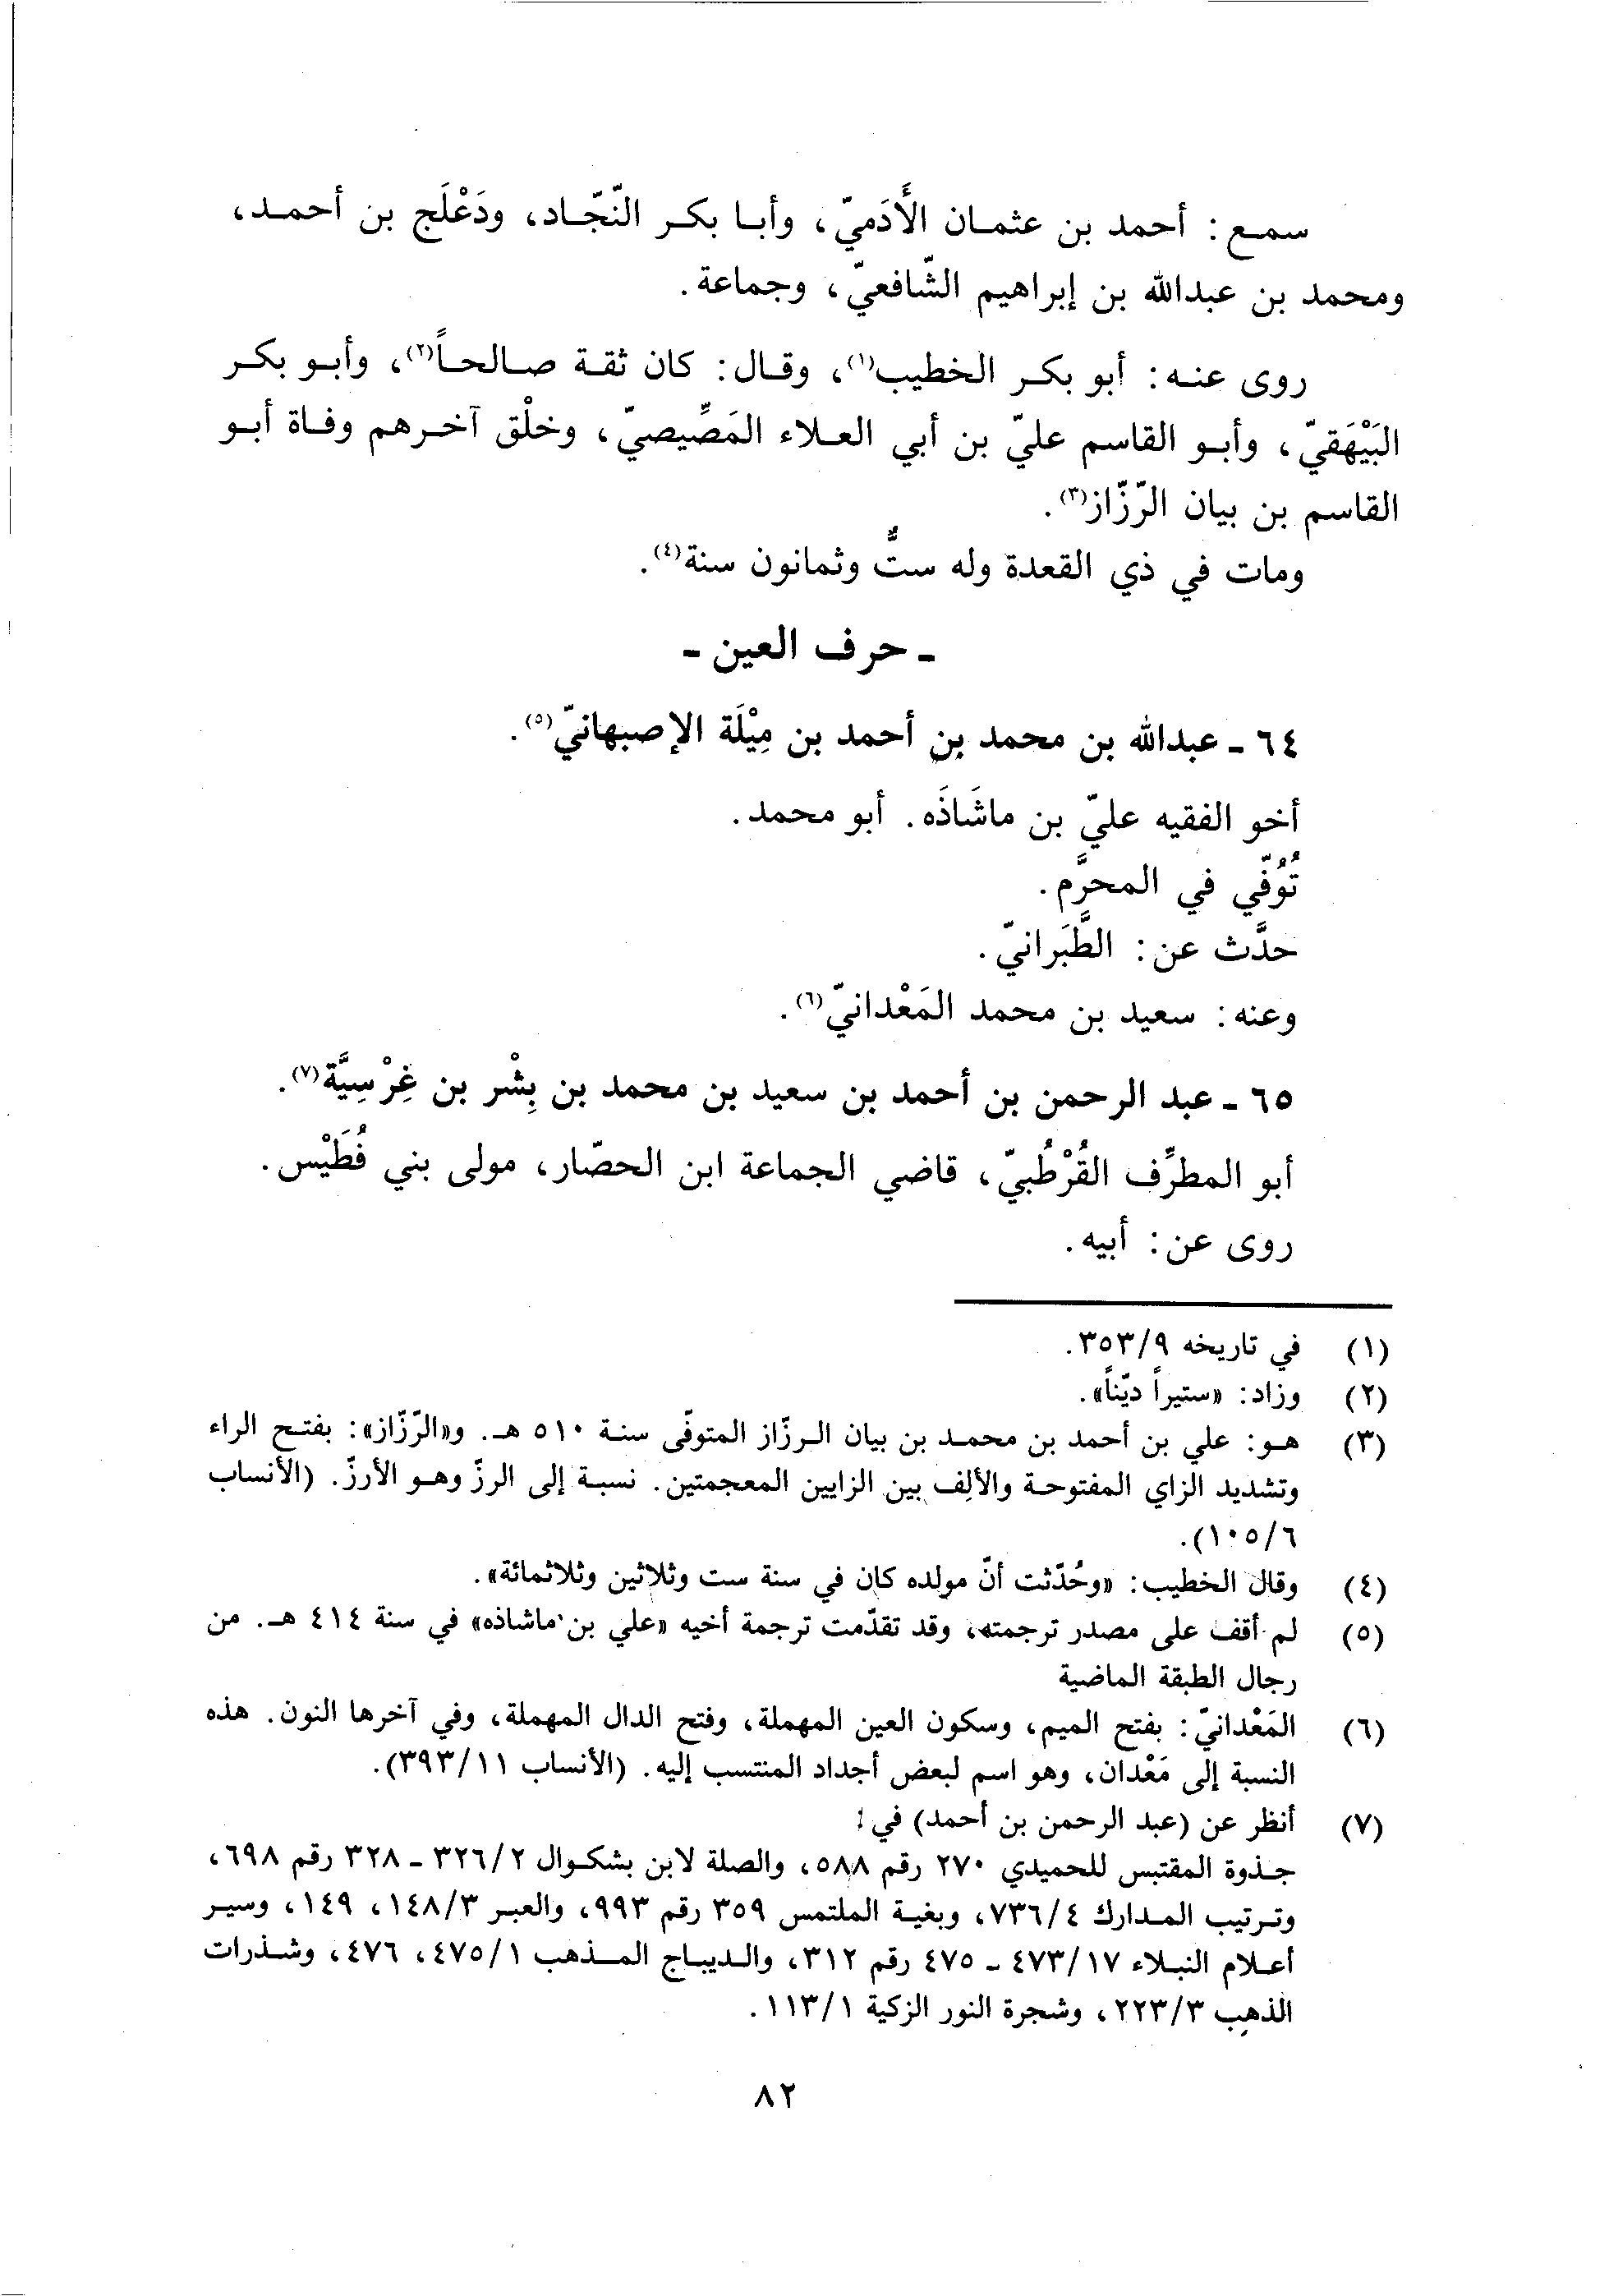 سمع: أحمد بن عثمان الأَدَميّ، وأبا بكر النّجّاد، ودَعْلَج بن أحمد،
ومحمد بن عبدالله بن إبراهيم الشّافعيّ، وجماعة.
روى عنه: أبو بكر الخطيب(١)، وقال: كان ثقة صالحاً(٢)، وأبو بكر
البَيْهَقيّ، وأبو القاسم عليّ بن أبي العلاء المَصِّيصيّ، وخلْق آخرهم وفاة أبو
القاسم بن بيان الرّزّاز(٣).
ومات في ذي القعدة وله ستٌّ وثمانون سنة(٤).
ـ حرف العين ـ
٦٤ ـ عبدالله بن محمد بن أحمد بن مِيْلَة الإصبهانيّ(٥).
أخو الفقيه عليّ بن ماشَاذَه. أبو محمد.
تُوُفّي في المحرَّم.
حدَّث عن: الطَّبَرانيّ.
وعنه: سعيد بن محمد المَعْدانيّ(٦).
٦٥ ـ عبد الرحمن بن أحمد بن سعيد بن محمد بن بِشْر بن غِرْسِيَّة(٧).
أبو المطرِّف القُرْطُبيّ، قاضي الجماعة ابن الحصّار، مولى بني فُطَيْس.
روى عن: أبيه.
(١) في تاريخه ٣٥٣/٩.
(٢) وزاد: «ستيراً ديّناً».
(٣) هو: علي بن أحمد بن محمد بن بيان الرزّاز المتوفّى سنة ٥١٠ هـ. و«الرّزّاز»: بفتح الراء
وتشديد الزاي المفتوحة والألِف بين الزايين المعجمتين. نسبة إلى الرزّ وهو الأرزّ. (الأنساب
١٠٥/٦).
(٤) وقال الخطيب: «وحُدّثت أنّ مولده كان في سنة ست وثلاثين وثلاثمائة».
(٥) لم أقف على مصدر ترجمته، وقد تقدّمت ترجمة أخيه «علي بن ماشاذه» في سنة ٤١٤ هـ. من
رجال الطبقة الماضية
(٦) المَعْدانيّ: بفتح الميم، وسكون العين المهملة، وفتح الدال المهملة، وفي آخرها النون. هذه
النسبة إلى مَعْدان، وهو اسم لبعض أجداد المنتسب إليه. (الأنساب ٣٩٣/١١).
(٧) أنظر عن (عبد الرحمن بن أحمد) في:
جذوة المقتبس للحميدي ٢٧٠ رقم ٥٨٨، والصلة لابن بشكوال ٣٢٦/٢ ـ ٣٢٨ رقم ٦٩٨،
وترتيب المدارك ٧٣٦/٤، وبغية الملتمس ٣٥٩ رقم ٩٩٣، والعبر ١٤٨/٣، ١٤٩، وسير
أعلام النبلاء ٤٧٣/١٧ ـ ٤٧٥ رقم ٣١٢، والديباج المذهب ٤٧٥/١، ٤٧٦، وشذرات
الذهب ٢٢٣/٣، وشجرة النور الزكية ١١٣/١.
٨٢